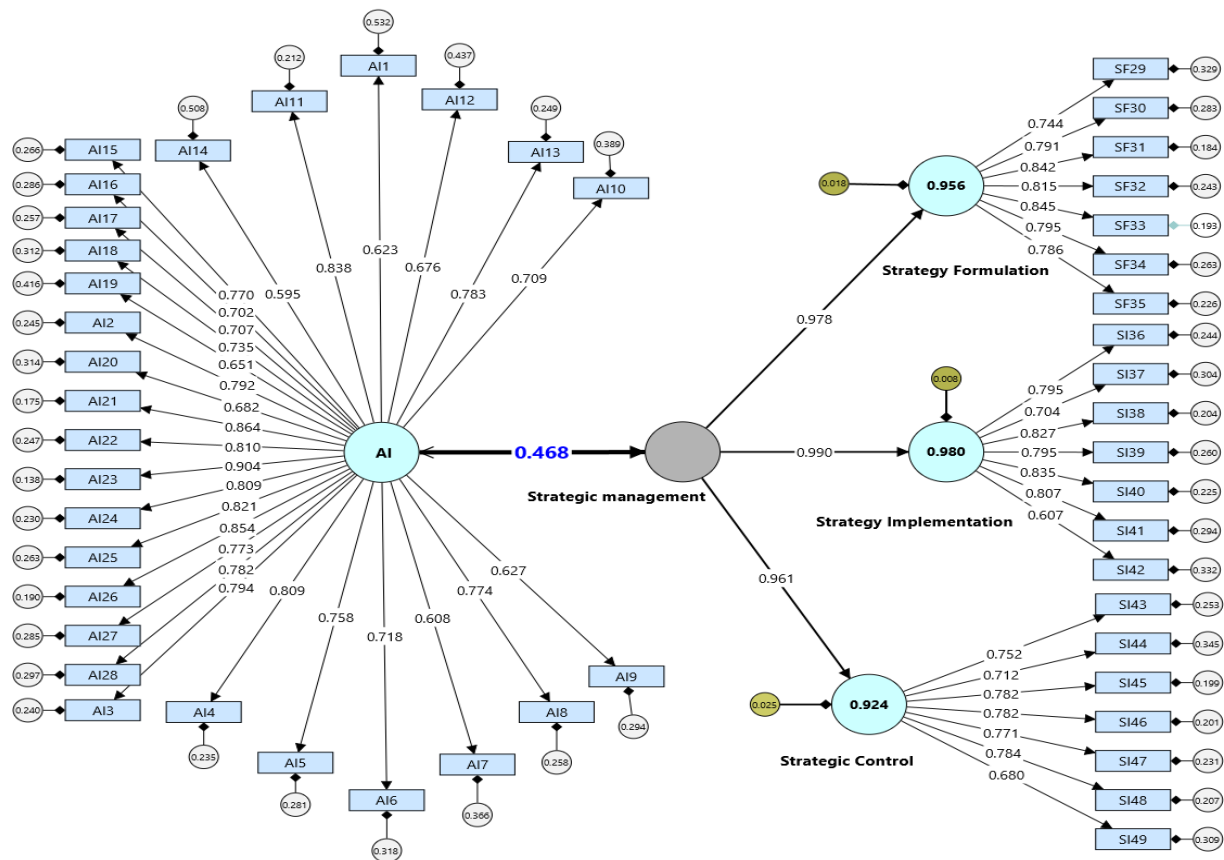 0.532
AI1
0.212
AI11
0.437
AI12
0.508
AI14
0.249
AI13
0.389
AI10
0.266 AI15
0.286 AI16
0.257 AI17
0.312 AI18
0.416 AI19
0.245 AI2
0.314 AI20
0.175 AI21
0.247 AI22
0.138 AI23
0.230 AI24
0.263 AI25
0.190 AI26
0.285 AI27
0.297 AI28
0.240 AI3
0.595
0.838
0.623
0.676
0.783
0.709
0.770
0.702
0.707
0.735
0.651
0.792
0.682
0.864
0.810
0.904
0.809
0.821
0.854
0.773
0.782
0.794
AI
0.809
0.758
0.718
0.608
0.774
0.627
AI4
0.235
AI5
0.281
AI6
0.318
AI7
0.366
AI8
0.258
AI9
0.294
0.468
Strategic management
0.978
0.990
0.961
0.018
0.956
Strategy Formulation
0.744
0.791
0.842
0.815
0.845
0.795
0.786
SF29 0.329
SF30 0.283
SF31 0.184
SF32 0.243
SF33 0.193
SF34 0.263
SF35 0.226
0.008
0.980
Strategy Implementation
0.795
0.704
0.827
0.795
0.835
0.807
0.607
SI36 0.244
SI37 0.304
SI38 0.204
SI39 0.260
SI40 0.225
SI41 0.294
SI42 0.332
0.025
0.924
Strategic Control
0.752
0.712
0.782
0.782
0.771
0.784
0.680
SI43 0.253
SI44 0.345
SI45 0.199
SI46 0.201
SI47 0.231
SI48 0.207
SI49 0.309